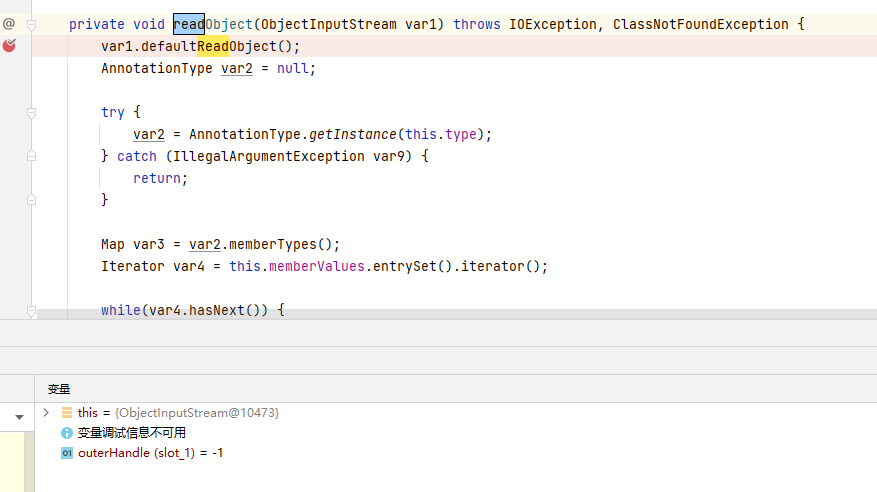 @ private void readObject(ObjectInputStream var1) throws IOException, ClassNotFoundException {
var1.defaultReadObject();
AnnotationType var2 = null;
try {
var2 = AnnotationType.getInstance(this.type);
} catch (IllegalArgumentException var9) {
return;
}
Map var3 = var2.memberTypes();
Iterator var4 = this.memberValues.entrySet().iterator();
while(var4.hasNext()) {
变量
this = {ObjectInputStream@10473}
变量调试信息不可用
01 outerHandle (slot_1) = -1